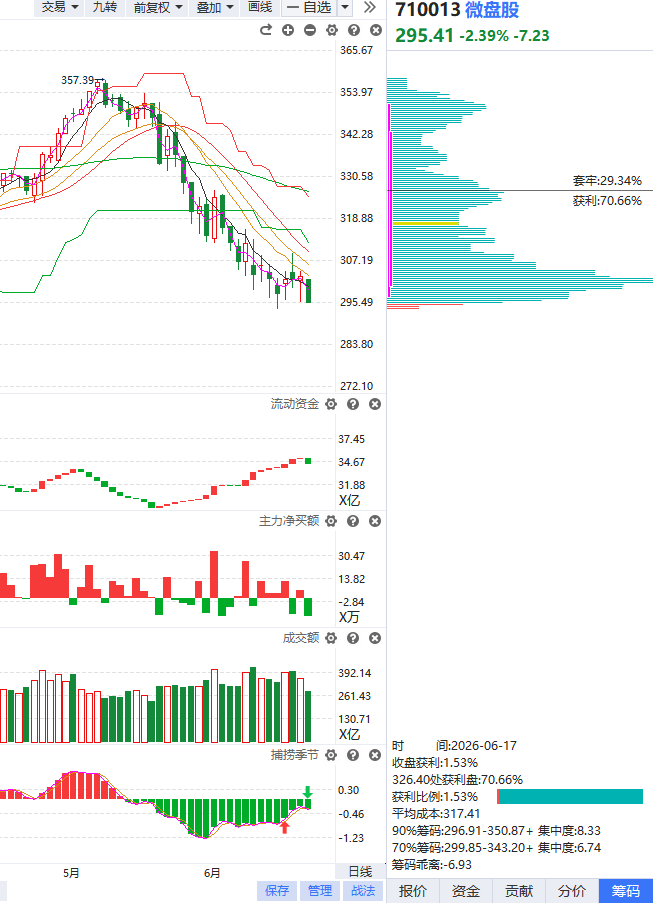 交易 九转 前复权 叠加 画线 一 自选
710013 微盘股
295.41 -2.39% -7.23
365.67
357.39
353.97
342.28
330.58
318.88
307.19
295.49
283.80
272.10
套牢:29.34%
获利:70.66%
流动资金
37.45
34.67
31.88
X亿
主力净买额
30.47
13.82
-2.84
X万
成交额
392.14
261.43
130.71
X亿
捕捞季节
0.30
-0.46
-1.23
时 间:2026-06-17
收盘获利:1.53%
326.40处获利盘:70.66%
获利比例:1.53%
平均成本:317.41
90%筹码:296.91-350.87+ 集中度:8.33
70%筹码:299.85-343.20+ 集中度:6.74
筹码乖离:-6.93
5月 6月 日线
保存 管理 战法
报价 资金 贡献 分价 筹码